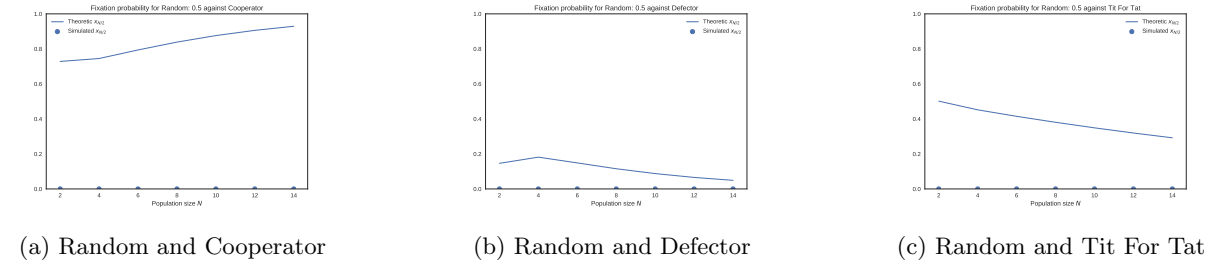 Fixation probability for Random: 0.5 against Cooperator
1.0
0.8
0.6
0.4
0.2
0.0
Theoretic x_{N/2}
Simulated x_{N/2}
2 4 6 8 10 12 14
Population size N
(a) Random and Cooperator
Fixation probability for Random: 0.5 against Defector
1.0
0.8
0.6
0.4
0.2
0.0
Theoretic x_{N/2}
Simulated x_{N/2}
2 4 6 8 10 12 14
Population size N
(b) Random and Defector
Fixation probability for Random: 0.5 against Tit For Tat
1.0
0.8
0.6
0.4
0.2
0.0
Theoretic x_{N/2}
Simulated x_{N/2}
2 4 6 8 10 12 14
Population size N
(c) Random and Tit For Tat